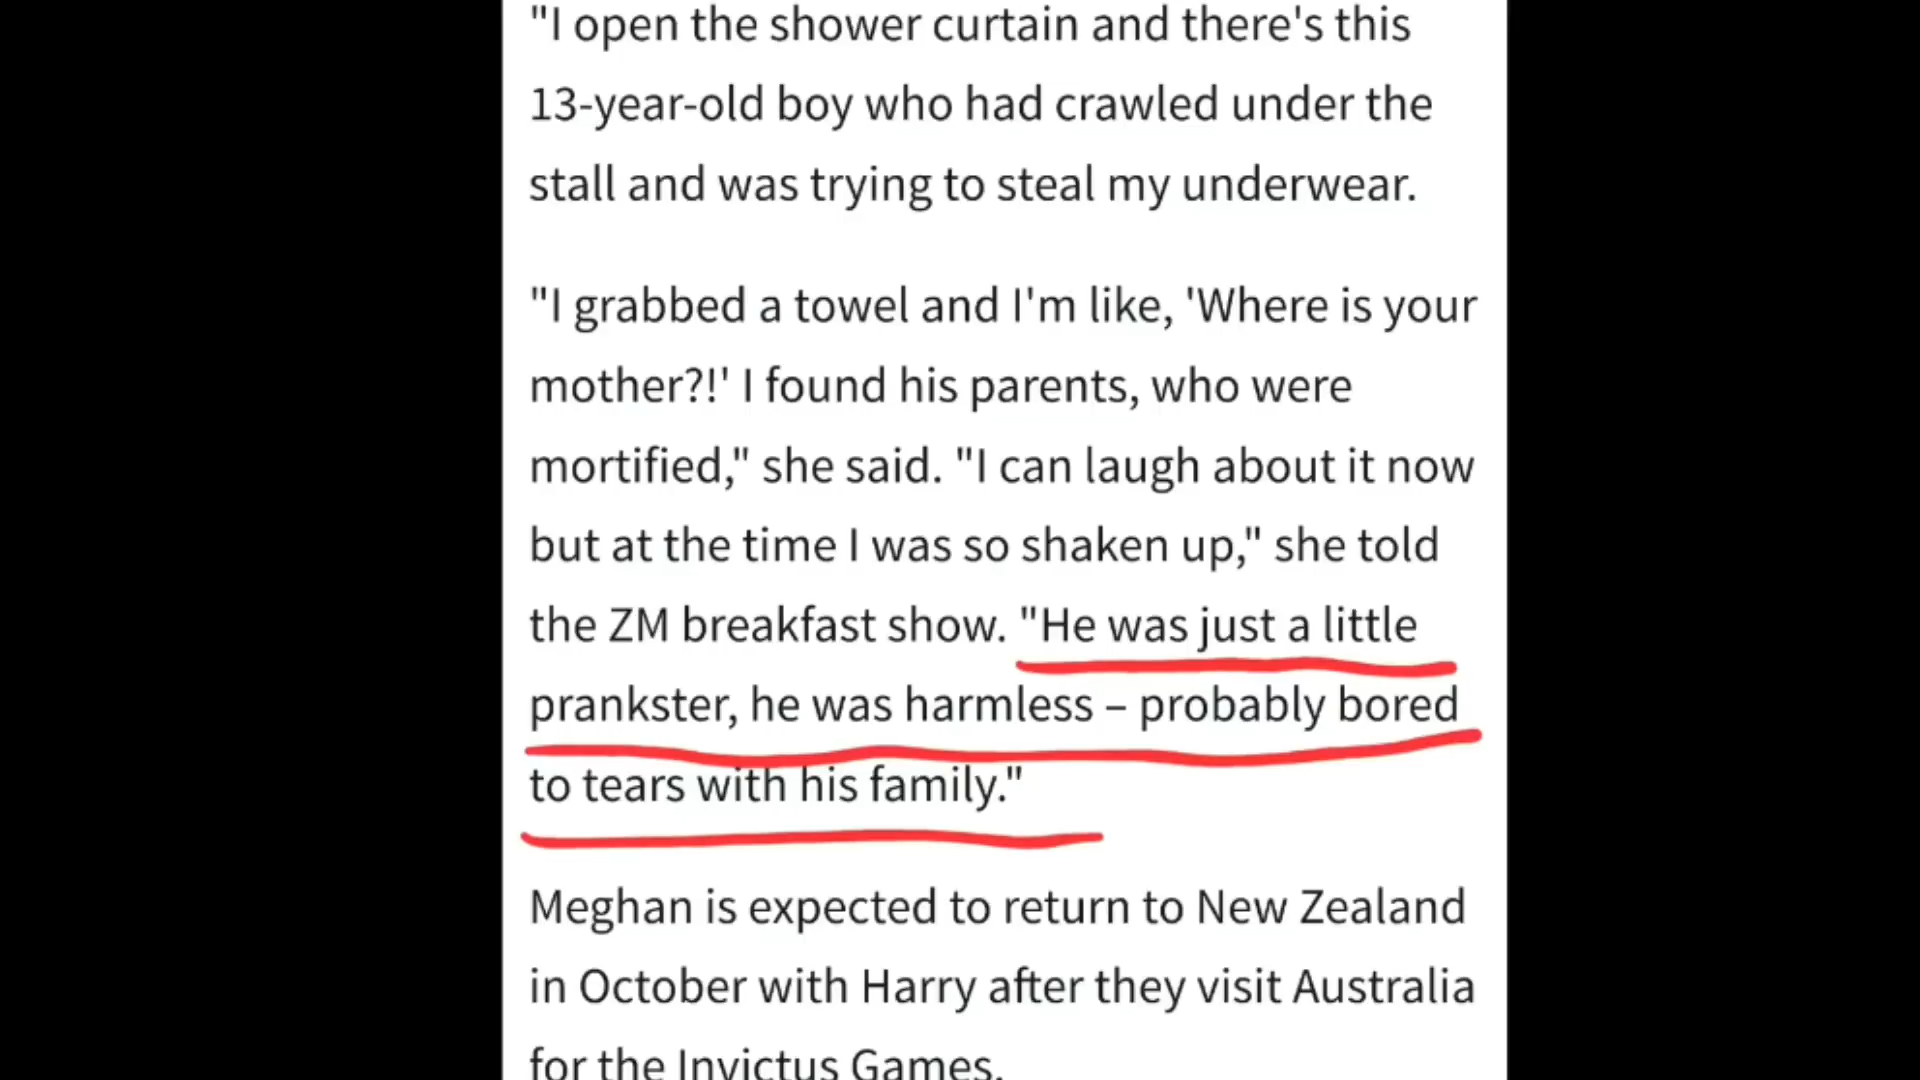 "I open the shower curtain and there's this
13-year-old boy who had crawled under the
stall and was trying to steal my underwear.
"I grabbed a towel and I'm like, 'Where is your
mother?!' I found his parents, who were
mortified," she said. "I can laugh about it now
but at the time I was so shaken up," she told
the ZM breakfast show. "He was just a little
prankster, he was harmless – probably bored
to tears with his family."
Meghan is expected to return to New Zealand
in October with Harry after they visit Australia
for the Invictus Games.